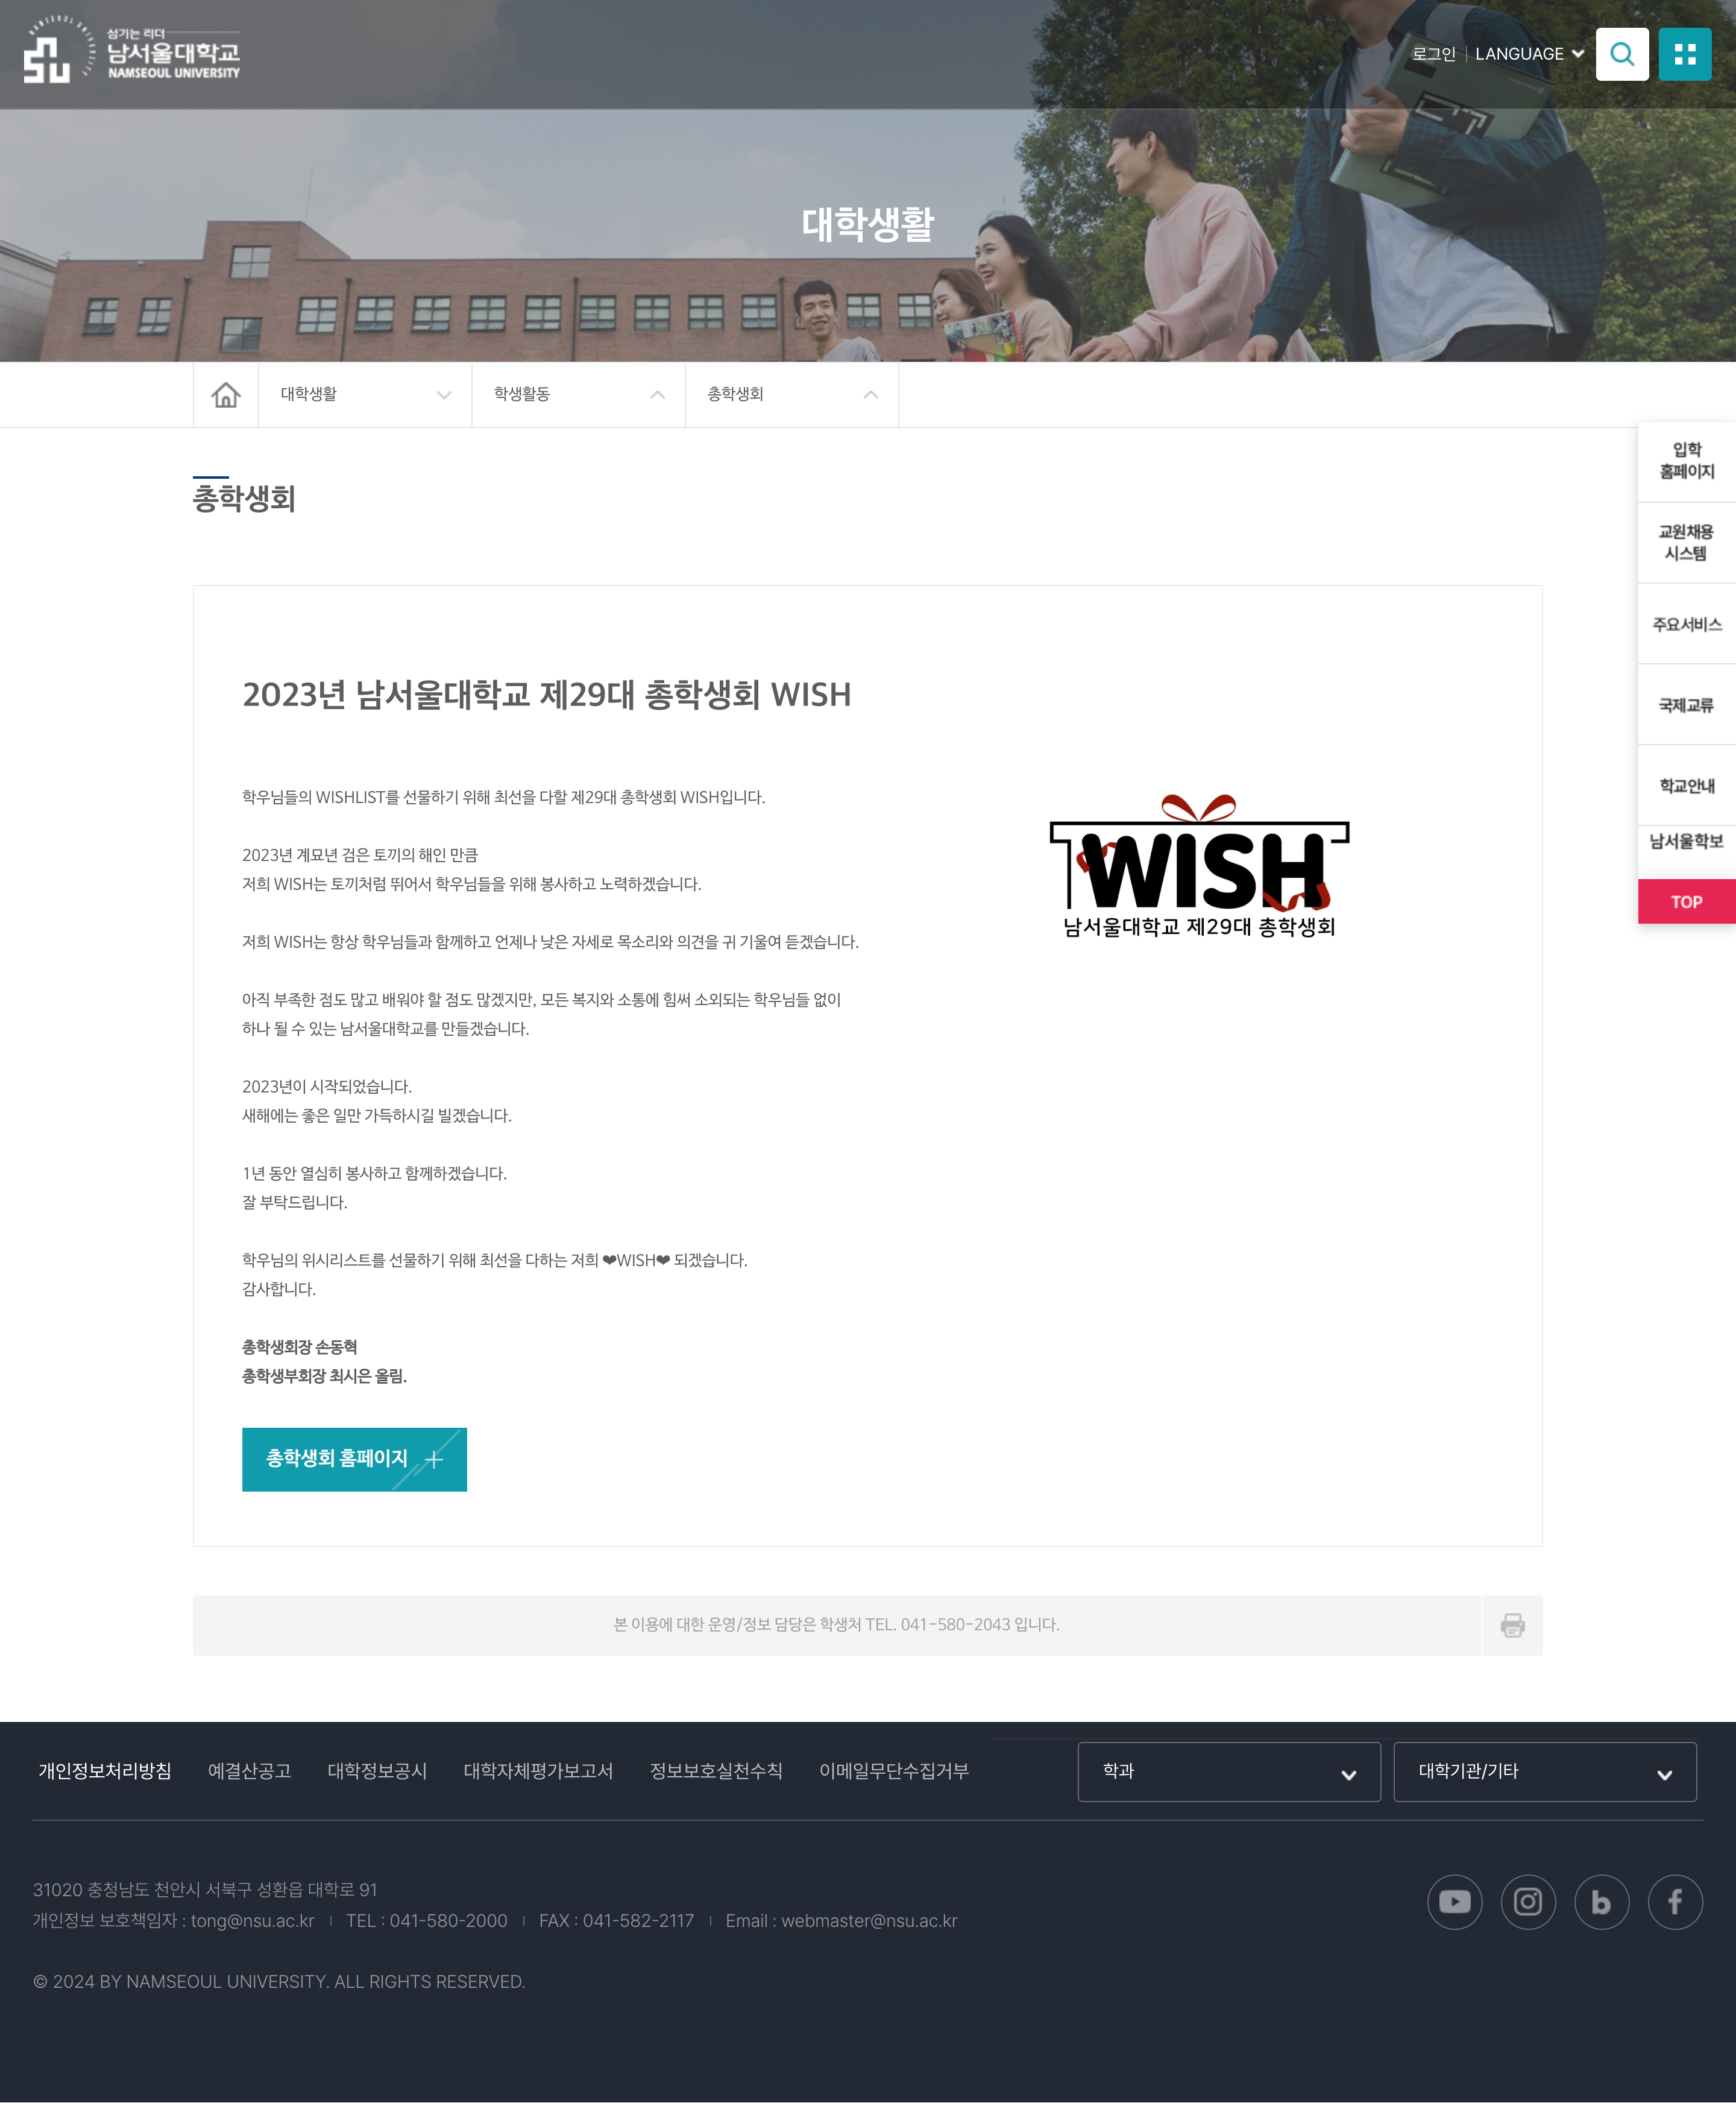 NAMSEOUL UNIVERSITY
섬기는 리더
남서울대학교
NAMSEOUL UNIVERSITY
로그인
LANGUAGE
대학생활
대학생활
학생활동
총학생회
입학
홈페이지
교원채용
시스템
주요서비스
국제교류
학교안내
남서울학보
TOP
총학생회
2023년 남서울대학교 제29대 총학생회 WISH
학우님들의 WISHLIST를 선물하기 위해 최선을 다할 제29대 총학생회 WISH입니다.
2023년 계묘년 검은 토끼의 해인 만큼
저희 WISH는 토끼처럼 뛰어서 학우님들을 위해 봉사하고 노력하겠습니다.
저희 WISH는 항상 학우님들과 함께하고 언제나 낮은 자세로 목소리와 의견을 귀 기울여 듣겠습니다.
아직 부족한 점도 많고 배워야 할 점도 많겠지만, 모든 복지와 소통에 힘써 소외되는 학우님들 없이
하나 될 수 있는 남서울대학교를 만들겠습니다.
2023년이 시작되었습니다.
새해에는 좋은 일만 가득하시길 빌겠습니다.
1년 동안 열심히 봉사하고 함께하겠습니다.
잘 부탁드립니다.
학우님의 위시리스트를 선물하기 위해 최선을 다하는 저희 ❤WISH❤ 되겠습니다.
감사합니다.
총학생회장 손동혁
총학생부회장 최시은 올림.
총학생회 홈페이지
WISH
남서울대학교 제29대 총학생회
본 이용에 대한 운영/정보 담당은 학생처 TEL. 041-580-2043 입니다.
개인정보처리방침
예결산공고
대학정보공시
대학자체평가보고서
정보보호실천수칙
이메일무단수집거부
학과
대학기관/기타
31020 충청남도 천안시 서북구 성환읍 대학로 91
개인정보 보호책임자 : tong@nsu.ac.kr | TEL : 041-580-2000 | FAX : 041-582-2117 | Email : webmaster@nsu.ac.kr
© 2024 BY NAMSEOUL UNIVERSITY. ALL RIGHTS RESERVED.